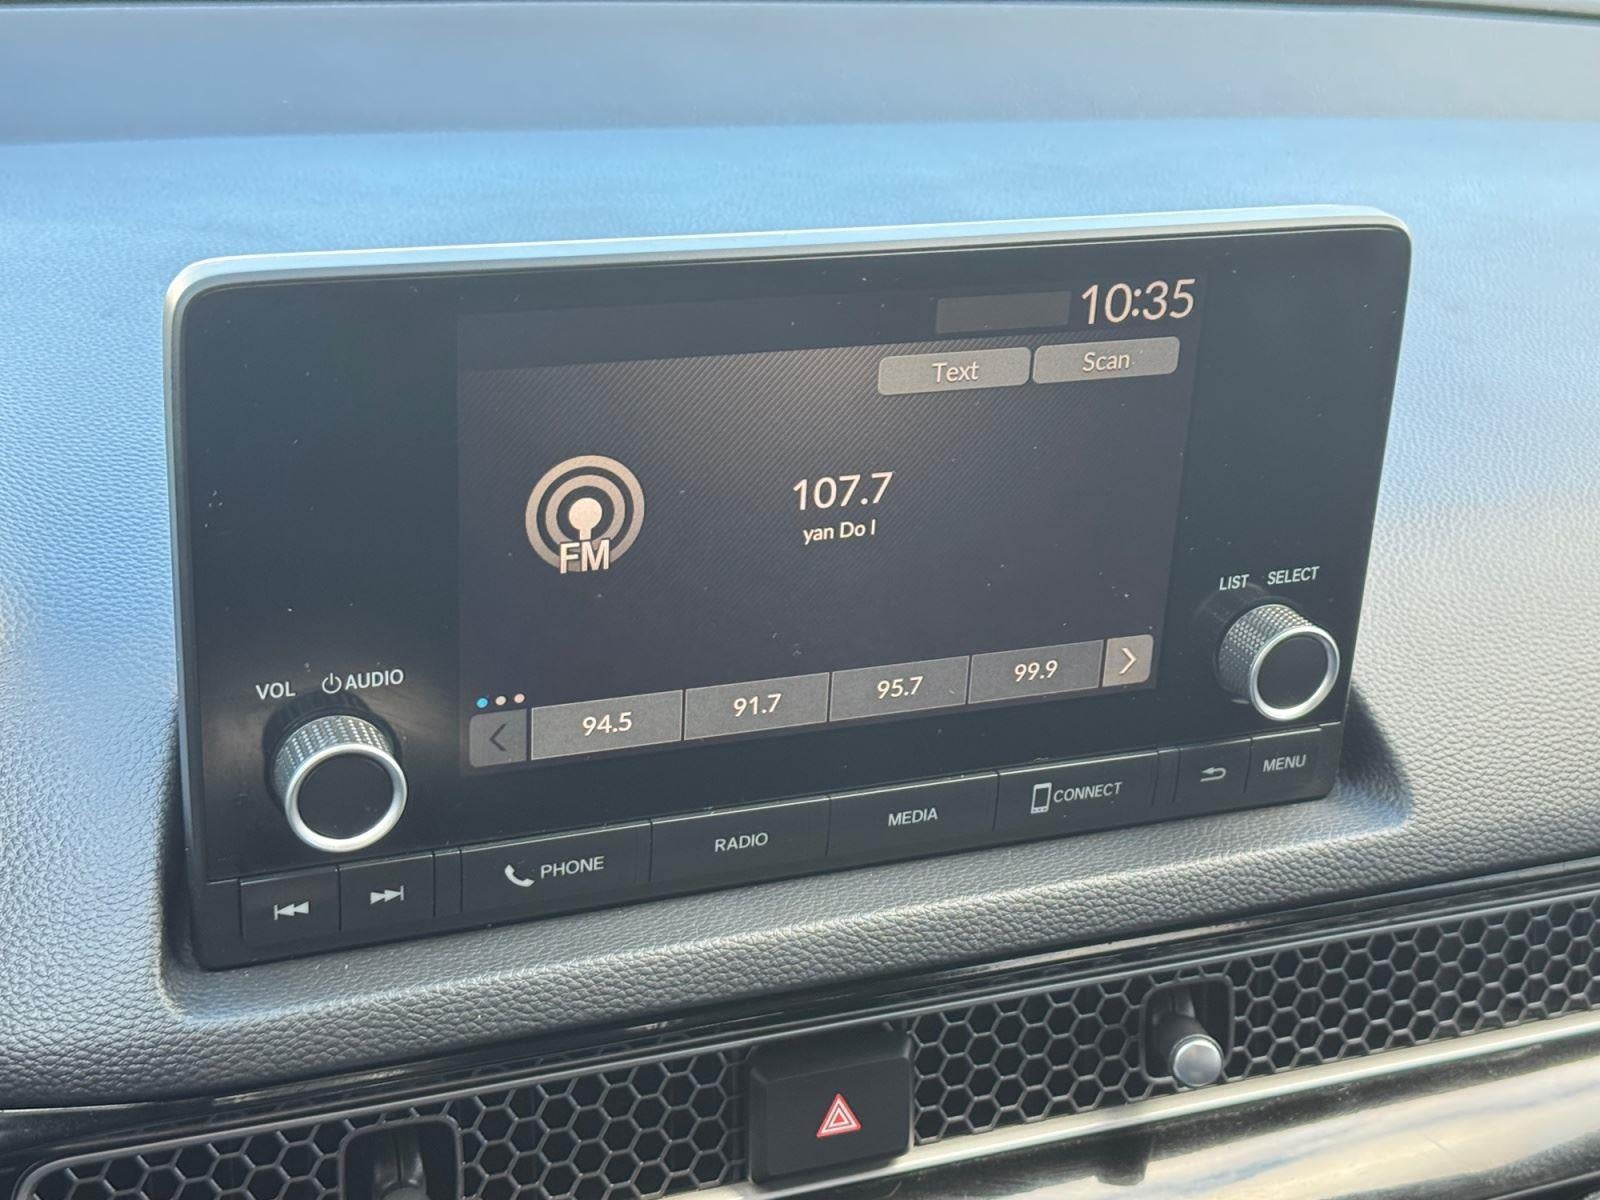 10:35
Text Scan
107.7
yan Do I
FM
LIST SELECT
VOL AUDIO
94.5 91.7 95.7 99.9
PHONE RADIO MEDIA CONNECT MENU